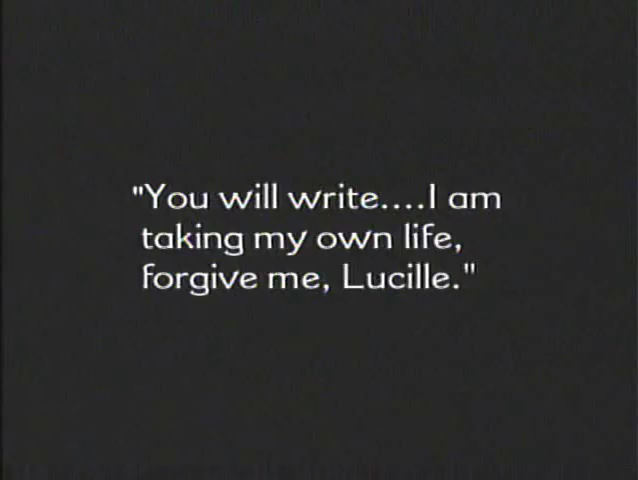 "You will write....I am
taking my own life,
forgive me, Lucille."